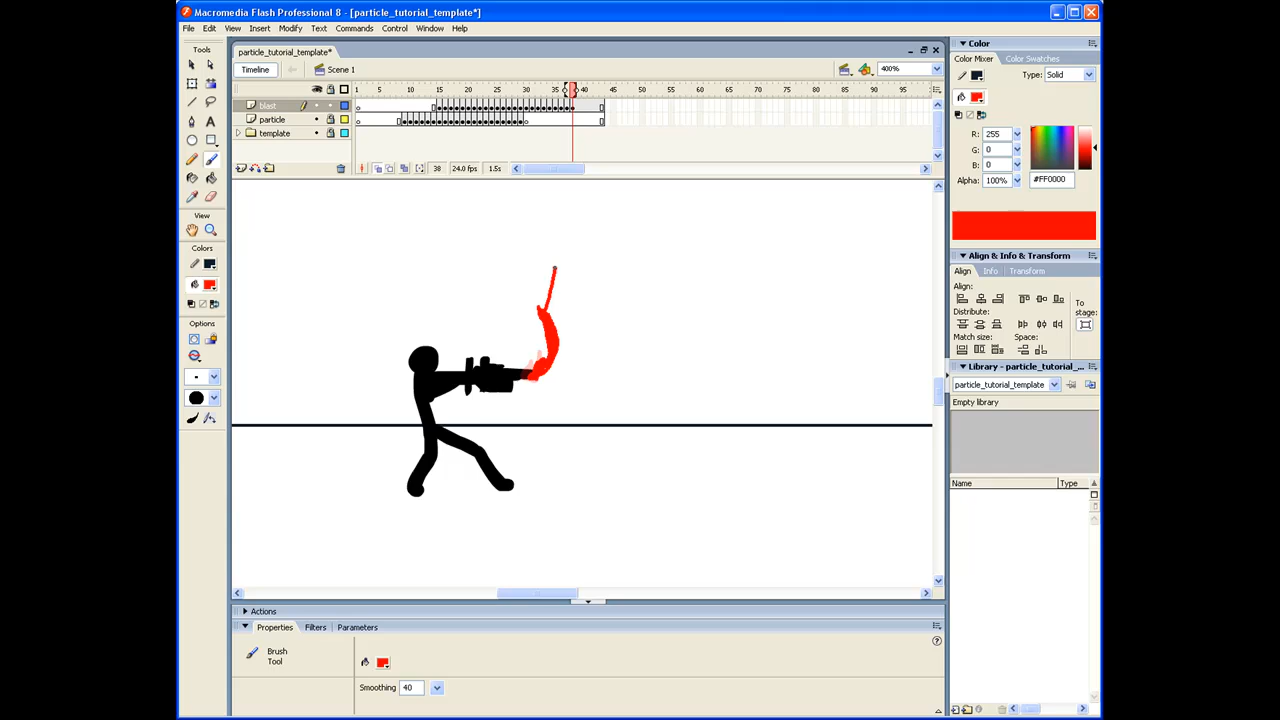 Macromedia Flash Professional 8 - [particle_tutorial_template*]
File Edit View Insert Modify Text Commands Control Window Help
Tools
particle_tutorial_template*
Timeline
Scene 1
400%
1 5 10 15 20 25 30 35 40 45 50 55 60 65 70 75 80 85 90 95
blast
particle
template
38 24.0 fps 1.5s
View
Colors
Options
Color
Color Mixer Color Swatches
Type: Solid
R: 255
G: 0
B: 0
Alpha: 100% #FF0000
Align & Info & Transform
Align Info Transform
Align:
To stage:
Distribute:
Match size: Space:
Library - particle_tutorial_...
particle_tutorial_template
Empty library
Name Type
Actions
Properties Filters Parameters
Brush
Tool
Smoothing 40